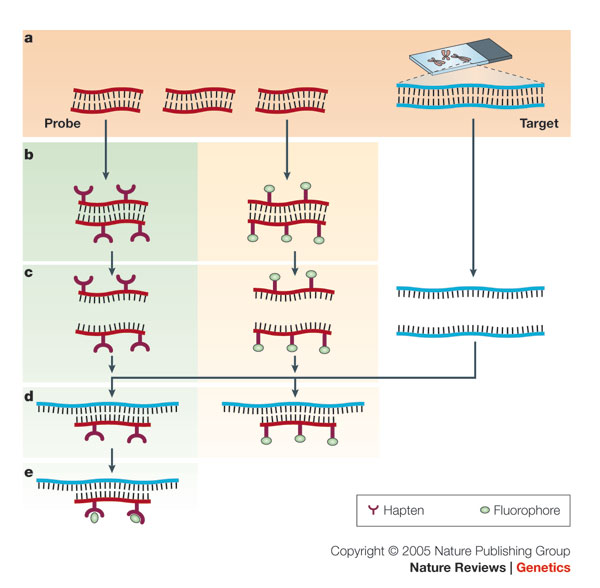 a
Probe
Target
b
c
d
e
Hapten
Fluorophore
Copyright © 2005 Nature Publishing Group
Nature Reviews | Genetics